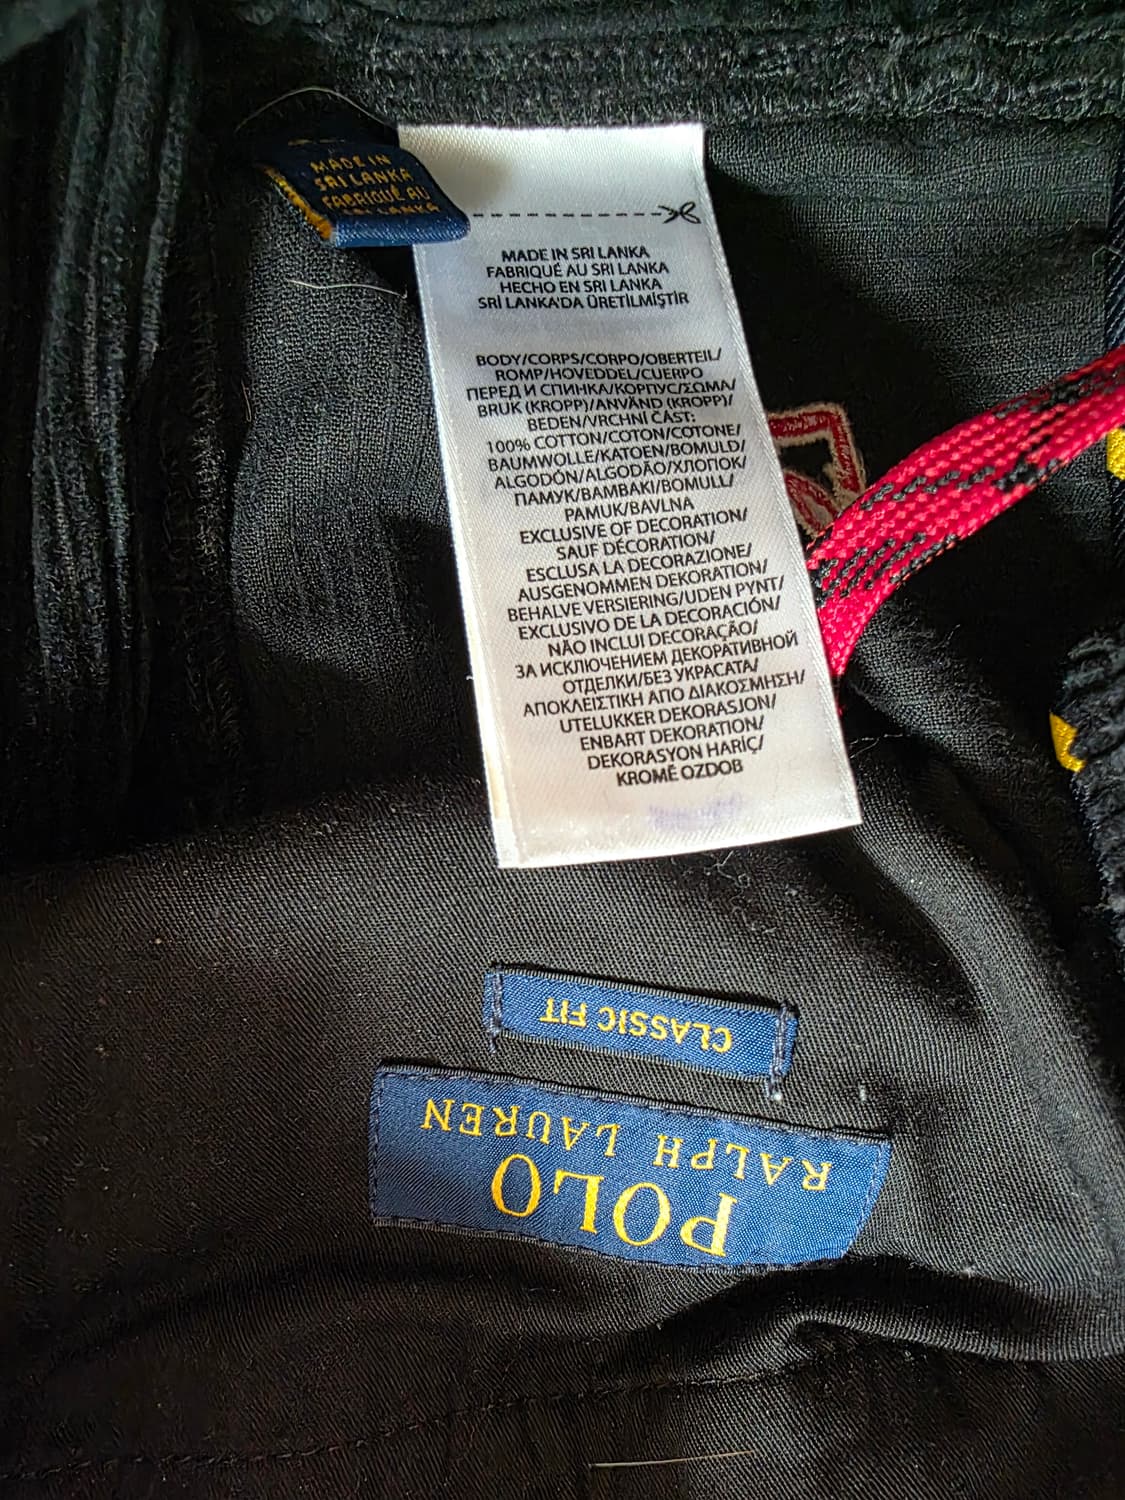 MADE IN
SRI LANKA
FABRIQUÉ AU
SRI LANKA
MADE IN SRI LANKA
FABRIQUÉ AU SRI LANKA
HECHO EN SRI LANKA
SRİ LANKA'DA ÜRETİLMİŞTİR
BODY/CORPS/CORPO/OBERTEIL/
ROMP/HOVEDDEL/CUERPO
ПЕРЕД И СПИНКА/КОРПУС/ΣΩΜΑ/
BRUK (KROPP)/ANVÄND (KROPP)/
BEDEN/VRCHNÍ ČÁST:
100% COTTON/COTON/COTONE/
BAUMWOLLE/KATOEN/BOMULD/
ALGODÓN/ALGODÃO/ХЛОПОК/
ПАМУК/ΒΑΜΒΑΚΙ/BOMULL/
PAMUK/BAVLNA
EXCLUSIVE OF DECORATION/
SAUF DÉCORATION/
ESCLUSA LA DECORAZIONE/
AUSGENOMMEN DEKORATION/
BEHALVE VERSIERING/UDEN PYNT/
EXCLUSIVO DE LA DECORACIÓN/
NÃO INCLUI DECORAÇÃO/
ЗА ИСКЛЮЧЕНИЕМ ДЕКОРАТИВНОЙ
ОТДЕЛКИ/БЕЗ УКРАСАТА/
ΑΠΟΚΛΕΙΣΤΙΚΗ ΑΠΟ ΔΙΑΚΟΣΜΗΣΗ/
UTELUKKER DEKORASJON/
ENBART DEKORATION/
DEKORASYON HARİÇ/
KROMĚ OZDOB
CLASSIC FIT
POLO
RALPH LAUREN